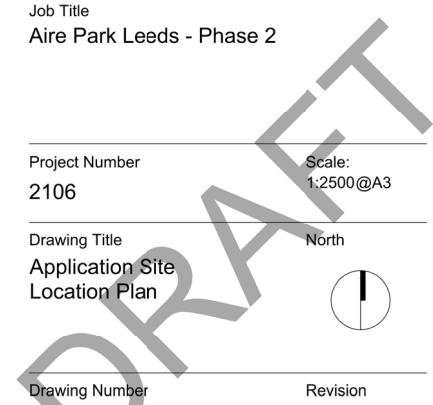 Job Title
Aire Park Leeds - Phase 2
Project Number
2106
Scale:
1:2500@A3
Drawing Title
Application Site
Location Plan
North
Drawing Number
Revision
DRAFT